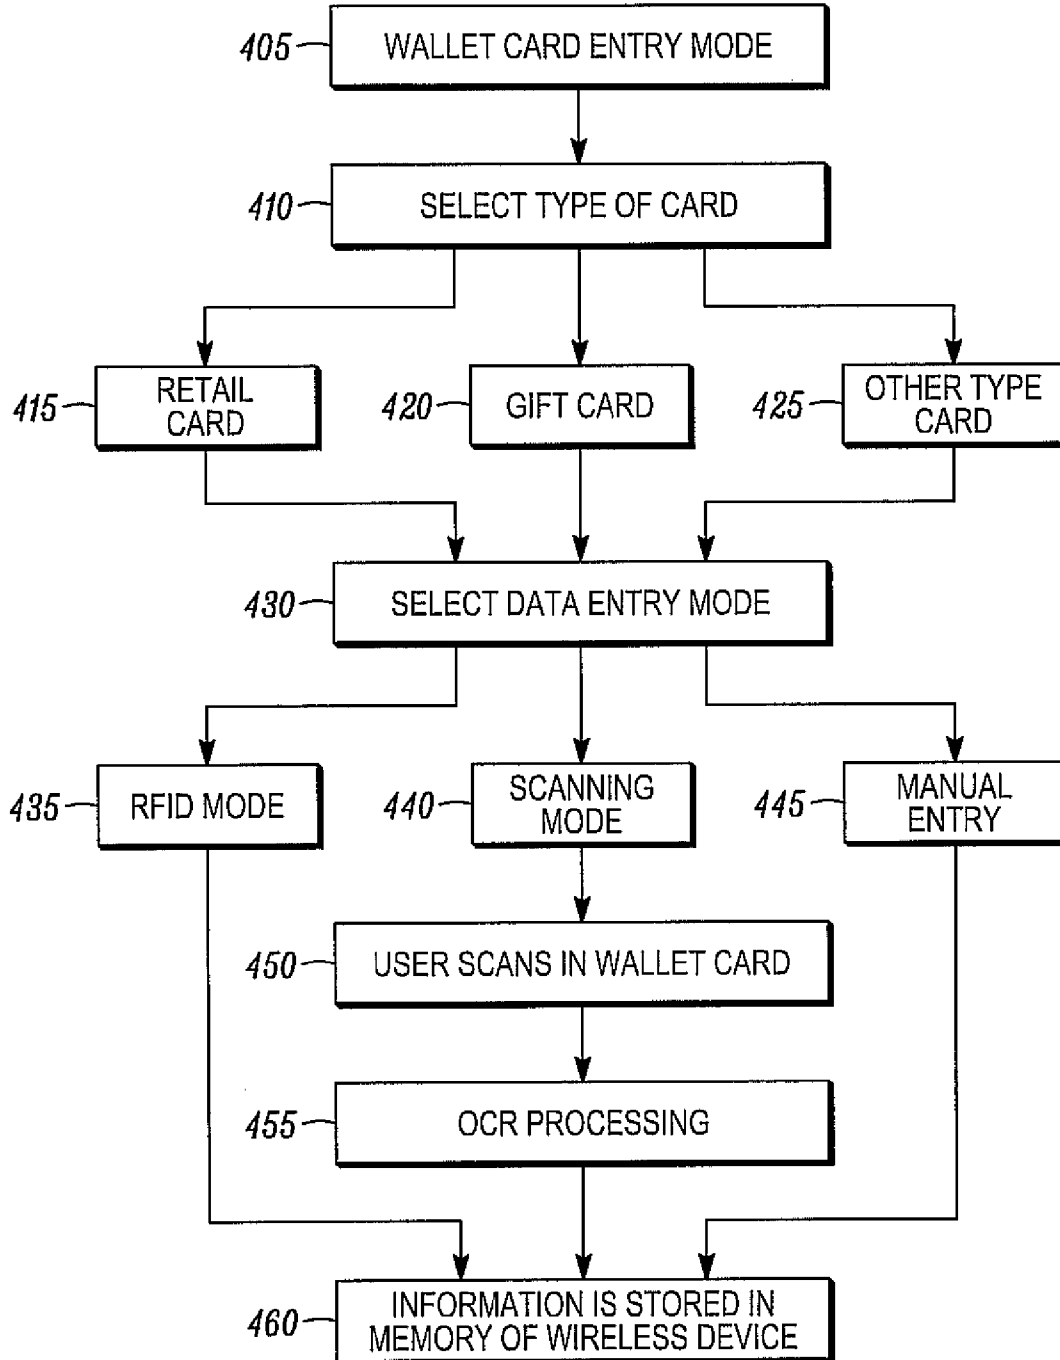 405
WALLET CARD ENTRY MODE
410
SELECT TYPE OF CARD
415
RETAIL
CARD
420
GIFT CARD
425
OTHER TYPE
CARD
430
SELECT DATA ENTRY MODE
435
RFID MODE
440
SCANNING
MODE
445
MANUAL
ENTRY
450
USER SCANS IN WALLET CARD
455
OCR PROCESSING
460
INFORMATION IS STORED IN
MEMORY OF WIRELESS DEVICE